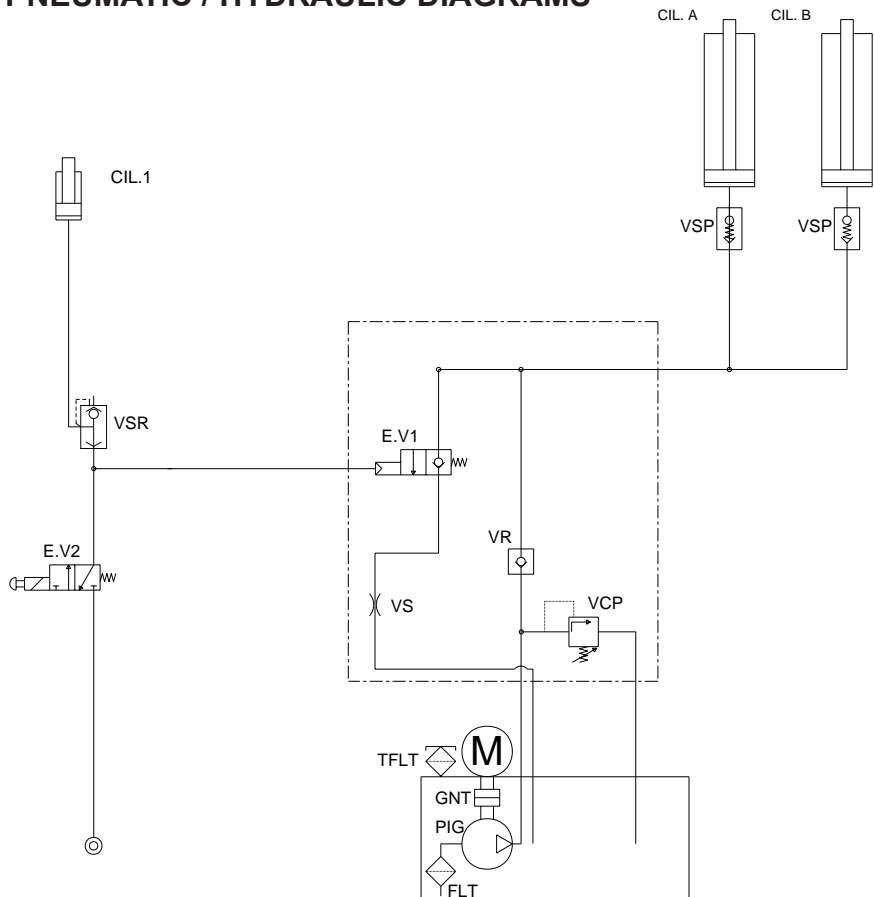 PNEUMATIC / HYDRAULIC DIAGRAMS
CIL. A
CIL. B
CIL.1
VSP
VSP
VSR
E.V1
E.V2
VR
VS
VCP
TFLT
M
GNT
PIG
FLT